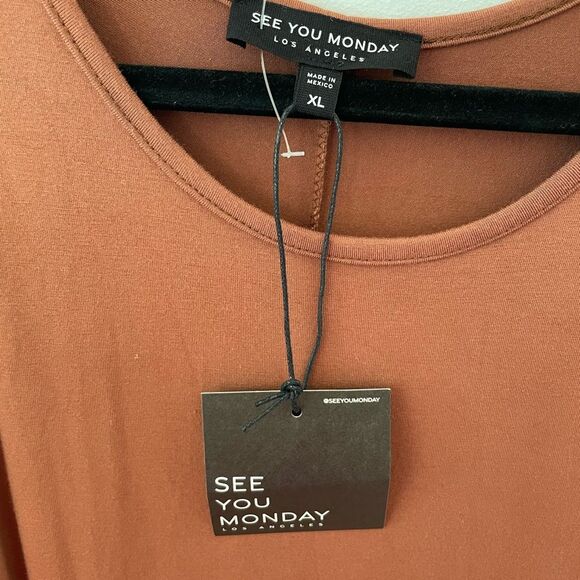 SEE YOU MONDAY
LOS ANGELES
MADE IN
MEXICO
XL
@SEEYOUMONDAY
SEE
YOU
MONDAY
LOS ANGELES